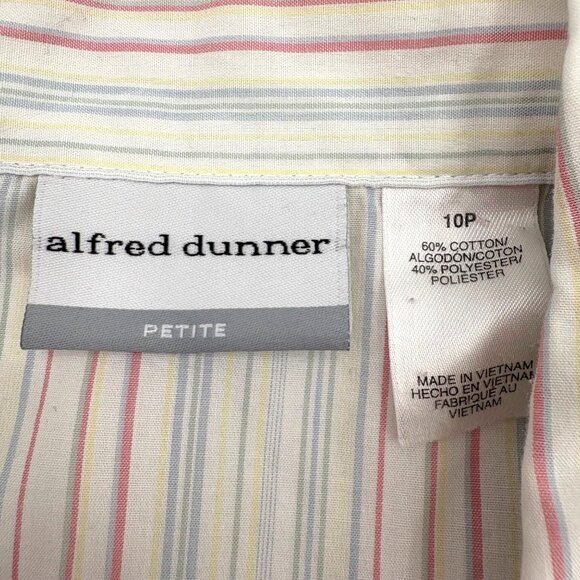 alfred dunner
PETITE
10P
60% COTTON/
ALGODÓN/COTON
40% POLYESTER/
POLIÉSTER
MADE IN VIETNAM
HECHO EN VIETNAM
FABRIQUÉ AU
VIETNAM